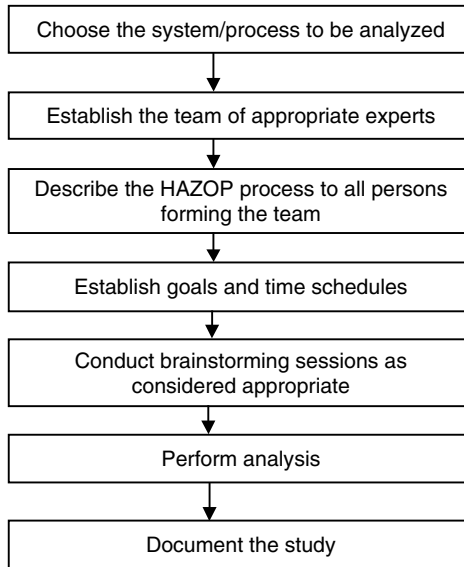 Choose the system/process to be analyzed
Establish the team of appropriate experts
Describe the HAZOP process to all persons
forming the team
Establish goals and time schedules
Conduct brainstorming sessions as
considered appropriate
Perform analysis
Document the study